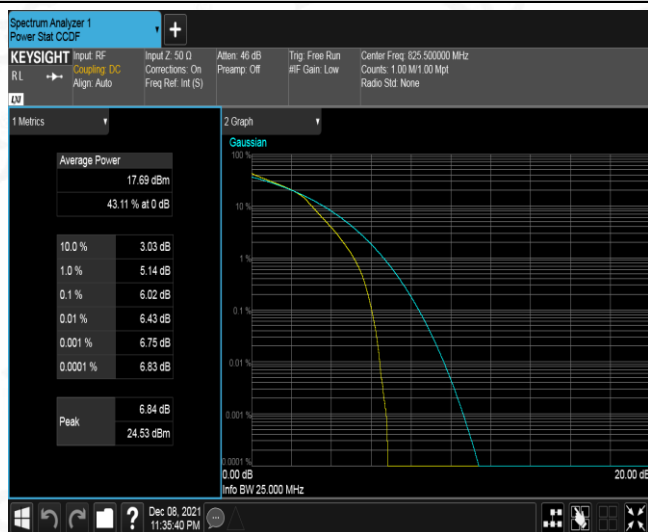 Spectrum Analyzer 1
Power Stat CCDF
+
KEYSIGHT
RL
Input: RF
Coupling: DC
Align: Auto
Input Z: 50 Ω
Corrections: On
Freq Ref: Int (S)
Atten: 46 dB
Preamp: Off
Trig: Free Run
#IF Gain: Low
Center Freq: 825.500000 MHz
Counts: 1.00 M/1.00 Mpt
Radio Std: None
1 Metrics
Average Power
17.69 dBm
43.11 % at 0 dB
10.0 % 3.03 dB
1.0 % 5.14 dB
0.1 % 6.02 dB
0.01 % 6.43 dB
0.001 % 6.75 dB
0.0001 % 6.83 dB
Peak
6.84 dB
24.53 dBm
2 Graph
Gaussian
100 %
10 %
1 %
0.1 %
0.01 %
0.001 %
0.0001 %
0.00 dB
20.00 dB
Info BW 25.000 MHz
?
Dec 08, 2021
11:35:40 PM